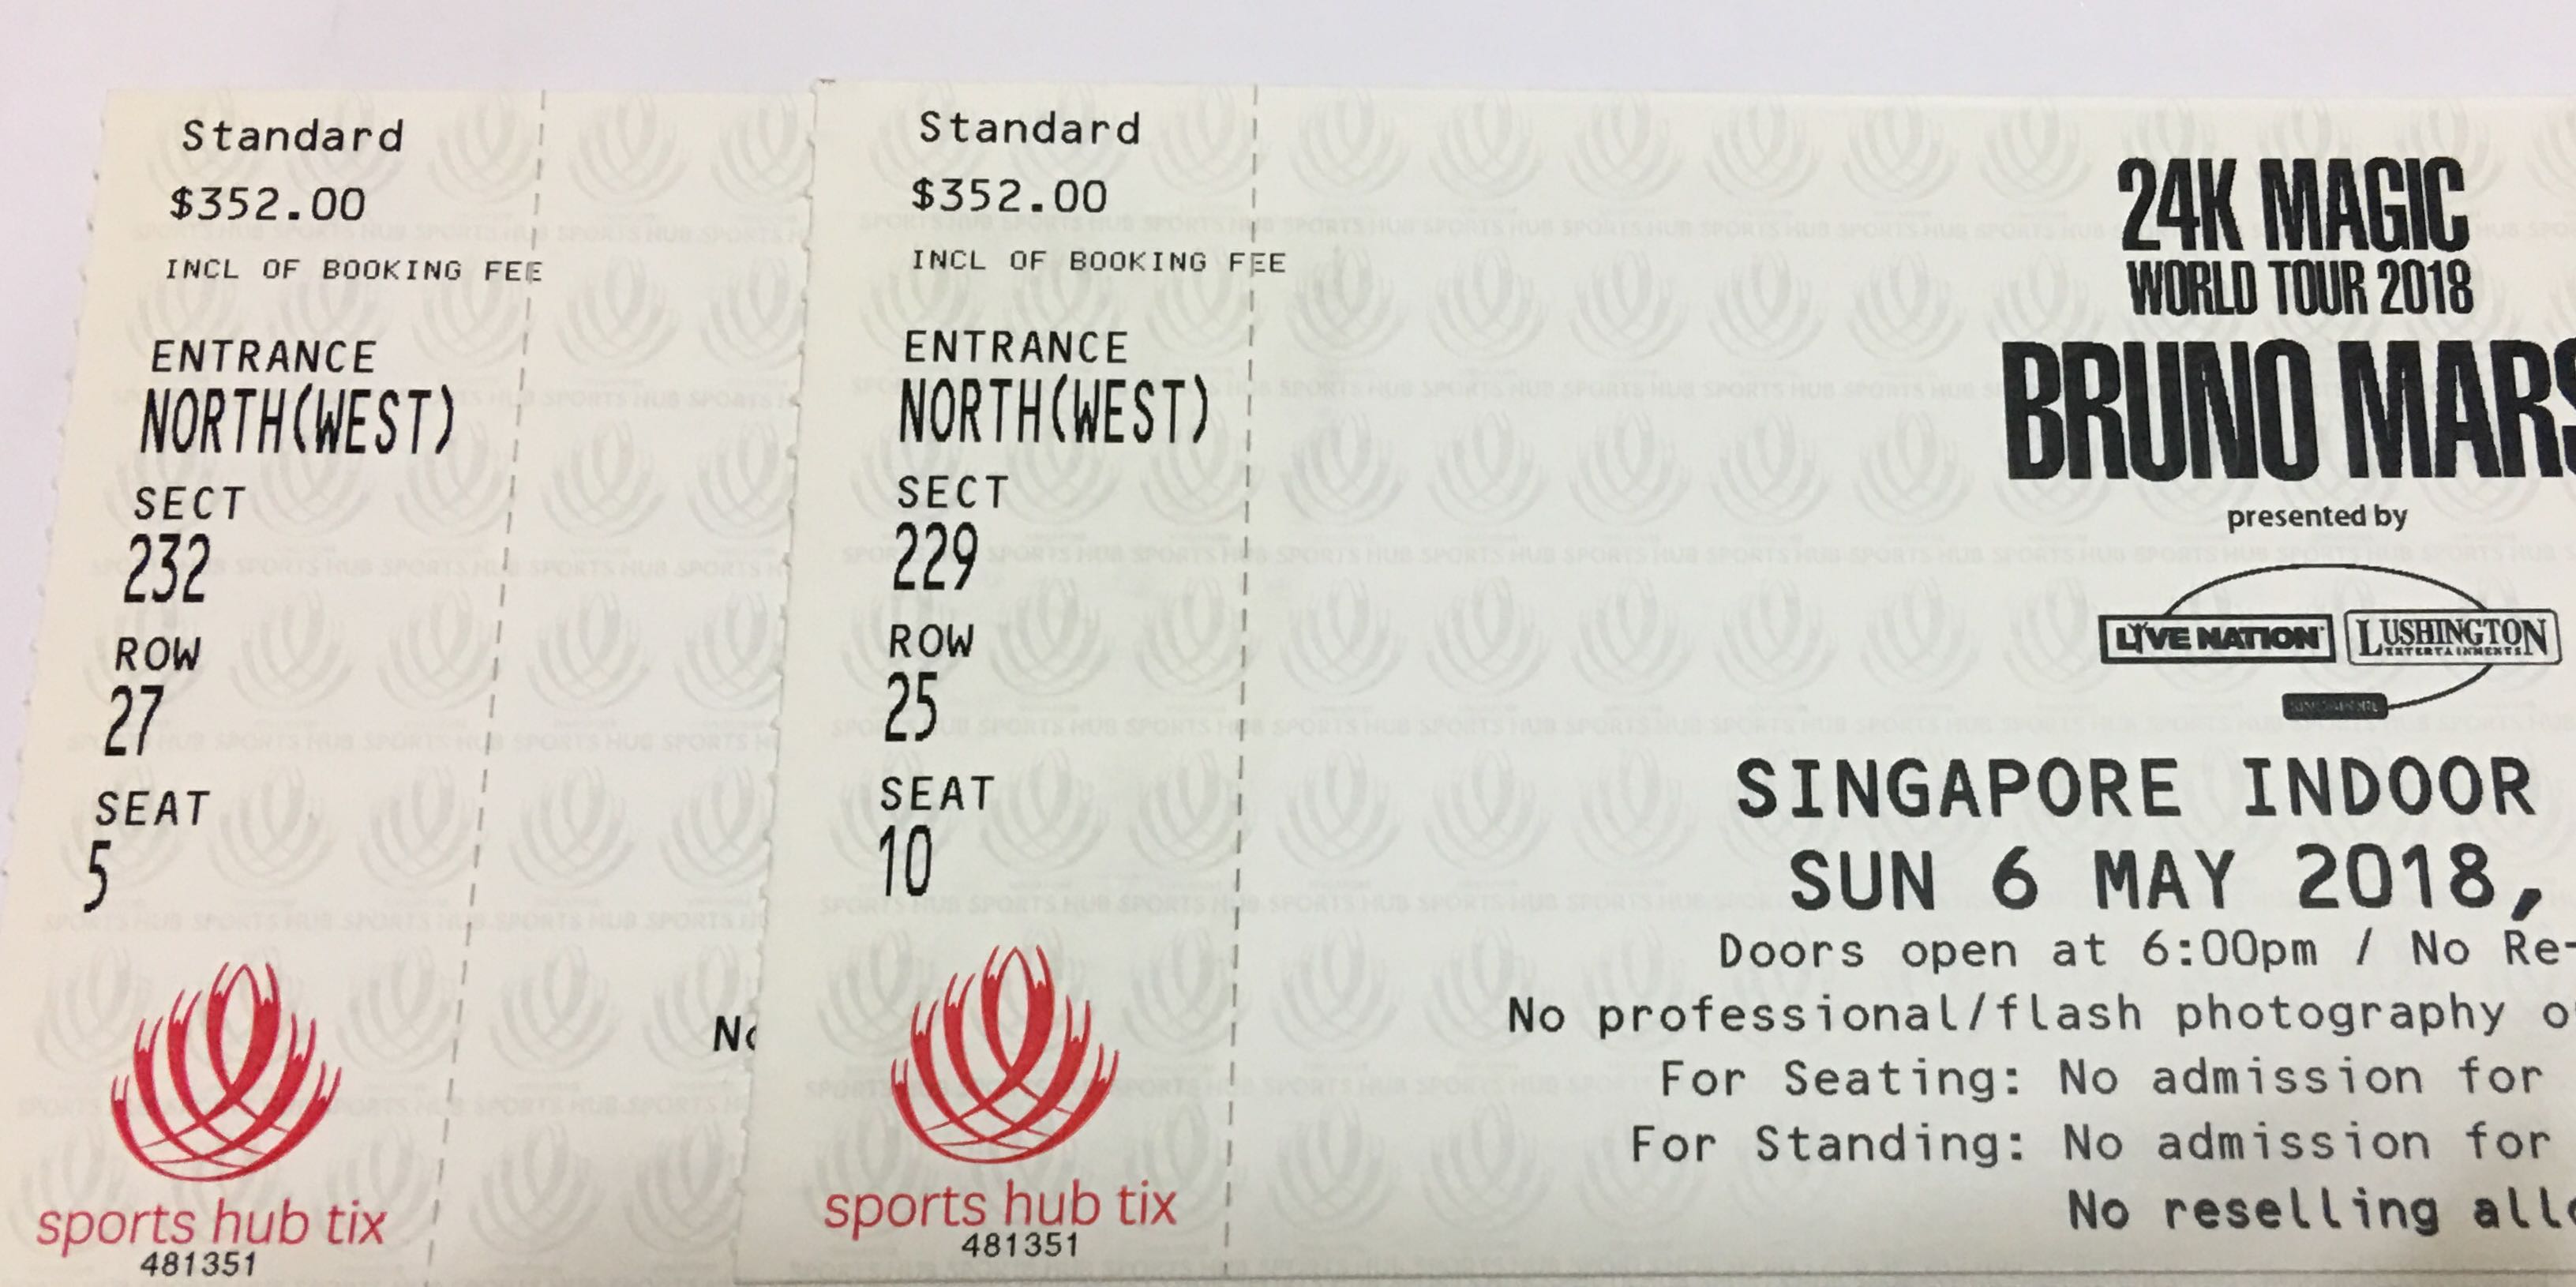 Standard
$352.00
INCL OF BOOKING FEE
ENTRANCE
NORTH(WEST)
SECT
232
ROW
27
SEAT
5
sports hub tix
481351
No
Standard
$352.00
INCL OF BOOKING FEE
ENTRANCE
NORTH(WEST)
SECT
229
ROW
25
SEAT
10
sports hub tix
481351
24K MAGIC
WORLD TOUR 2018
BRUNO MARS
presented by
LIVE NATION LUSHINGTON
ENTERTAINMENTS
SINGAPORE INDOOR
SUN 6 MAY 2018,
Doors open at 6:00pm / No Re-
No professional/flash photography o
For Seating: No admission for
For Standing: No admission for
No reselling all